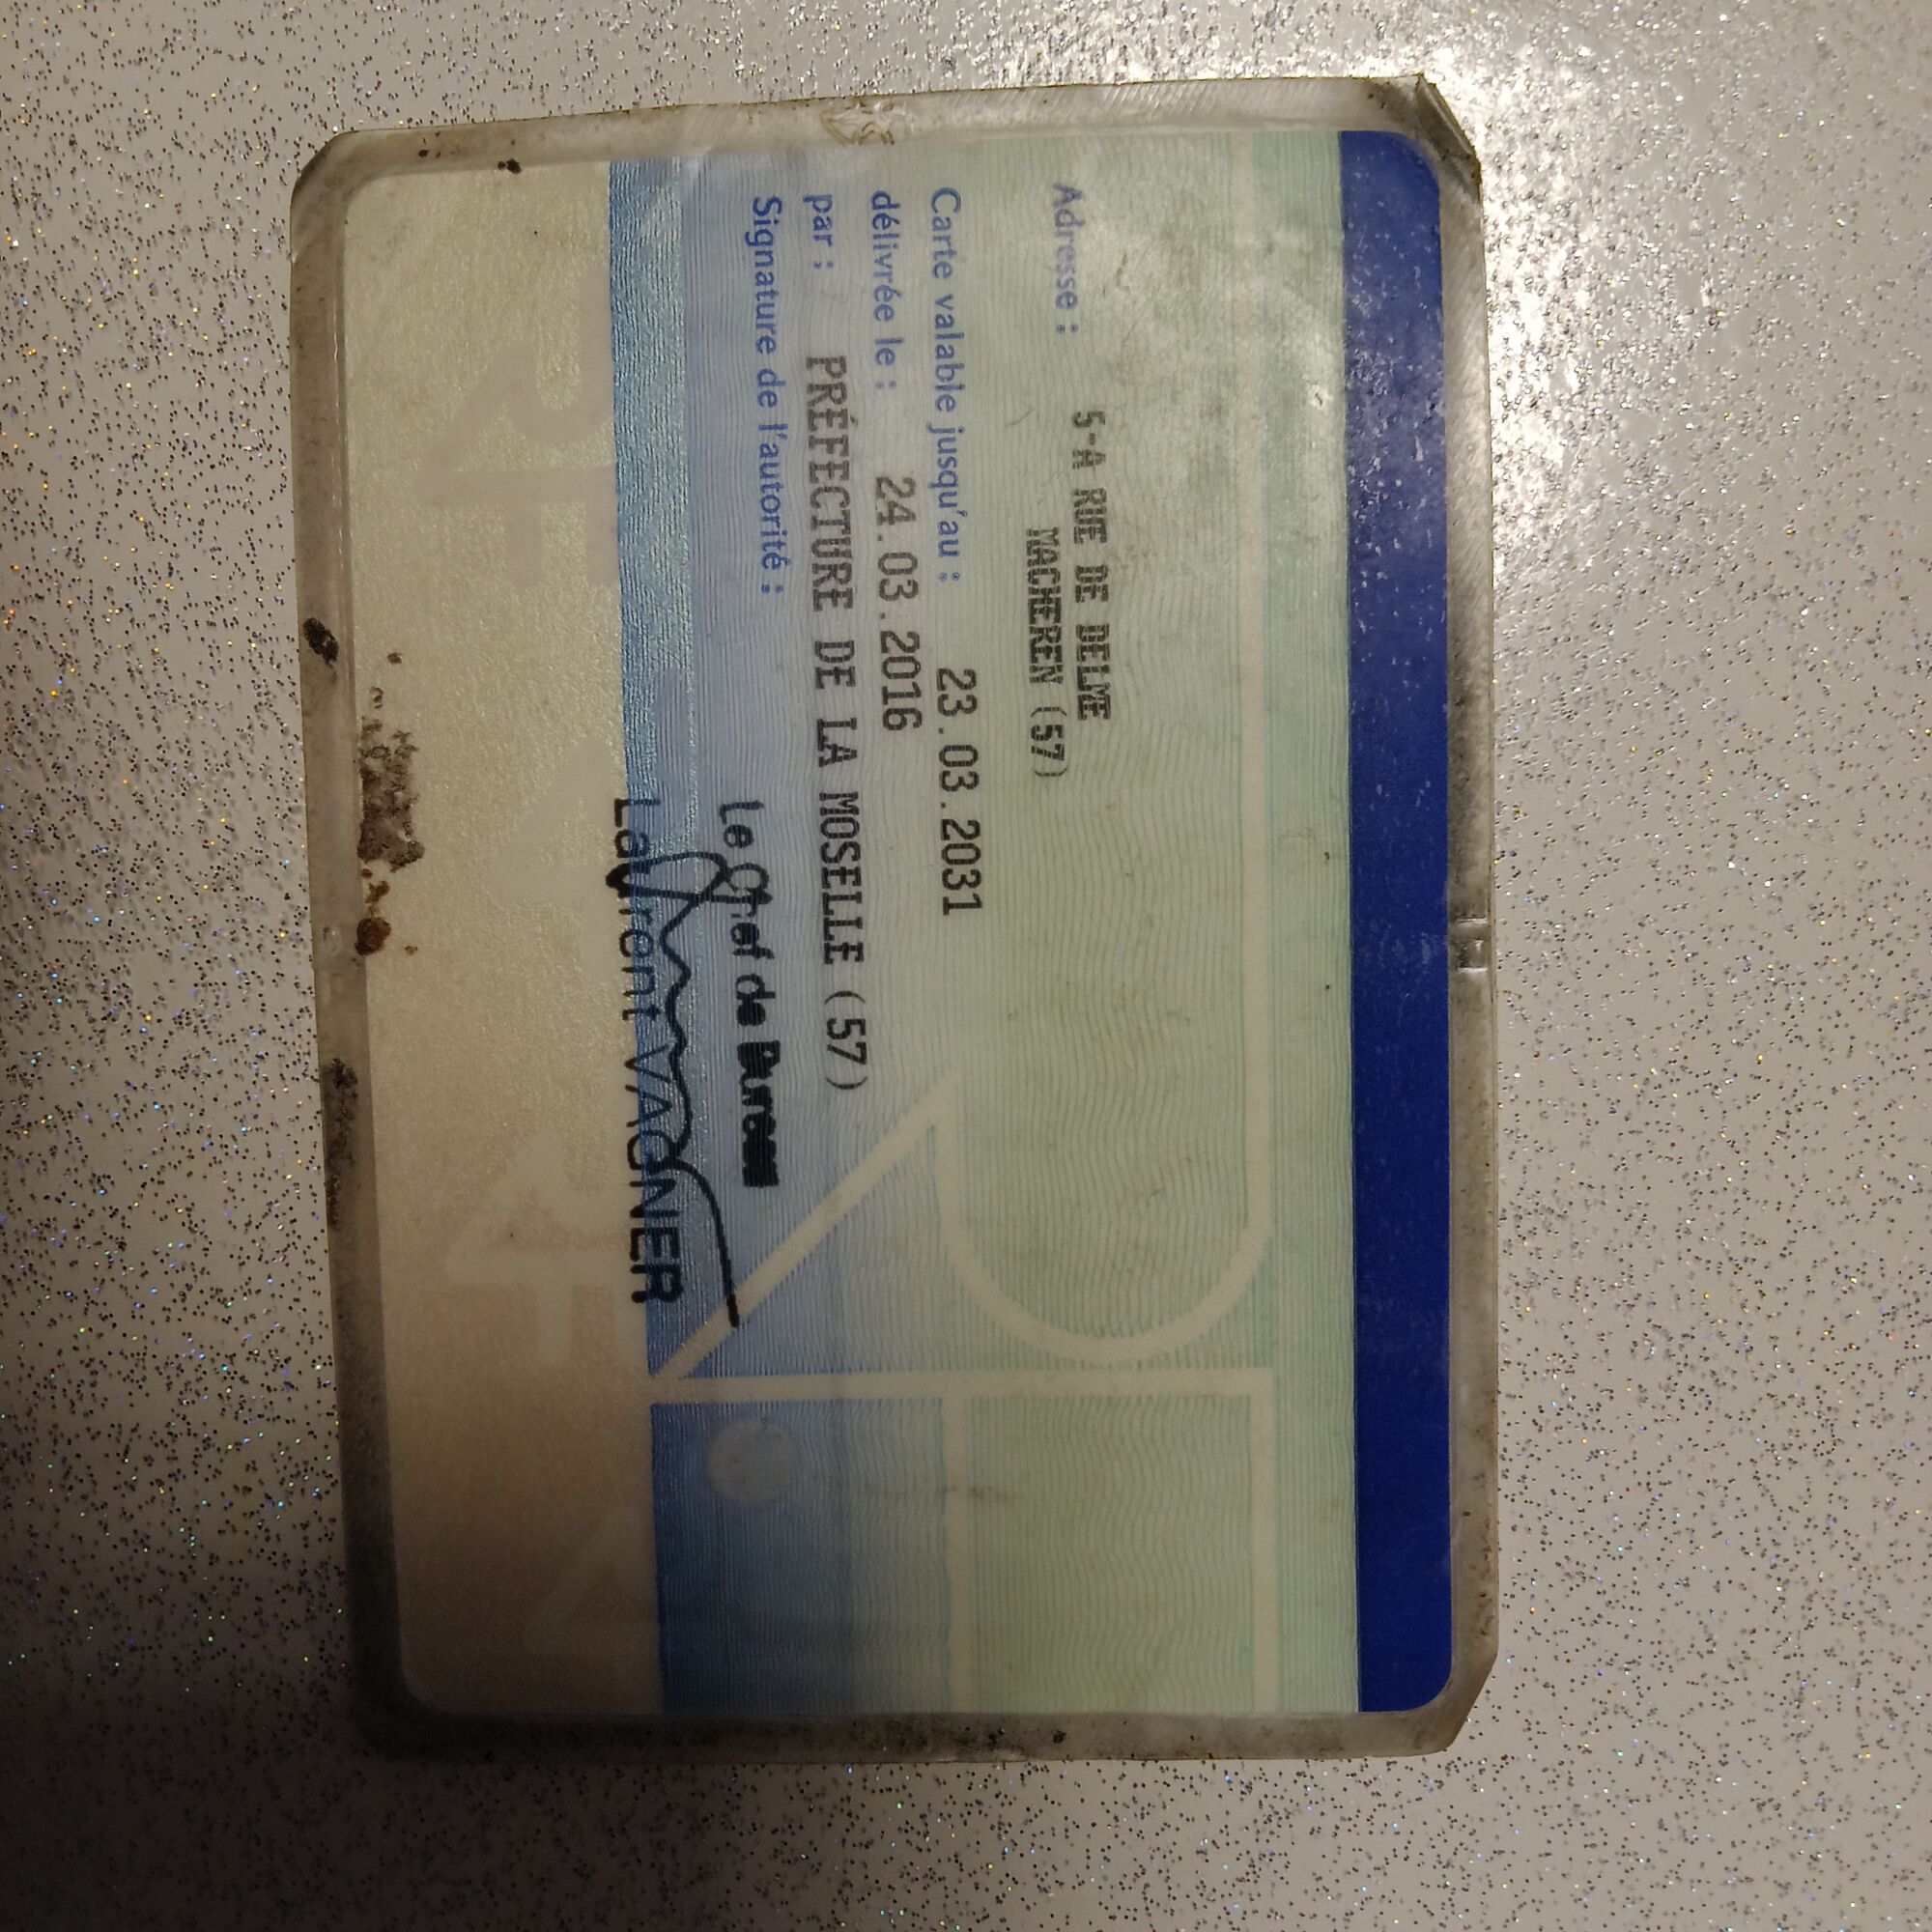 Adresse : 5-A RUE DE DELME
MACHEREN (57)
Carte valable jusqu'au : 23.03.2031
délivrée le : 24.03.2016
par : PRÉFECTURE DE LA MOSELLE (57)
Signature de l'autorité :
Le Chef de Bureau
Laurent VAGNER